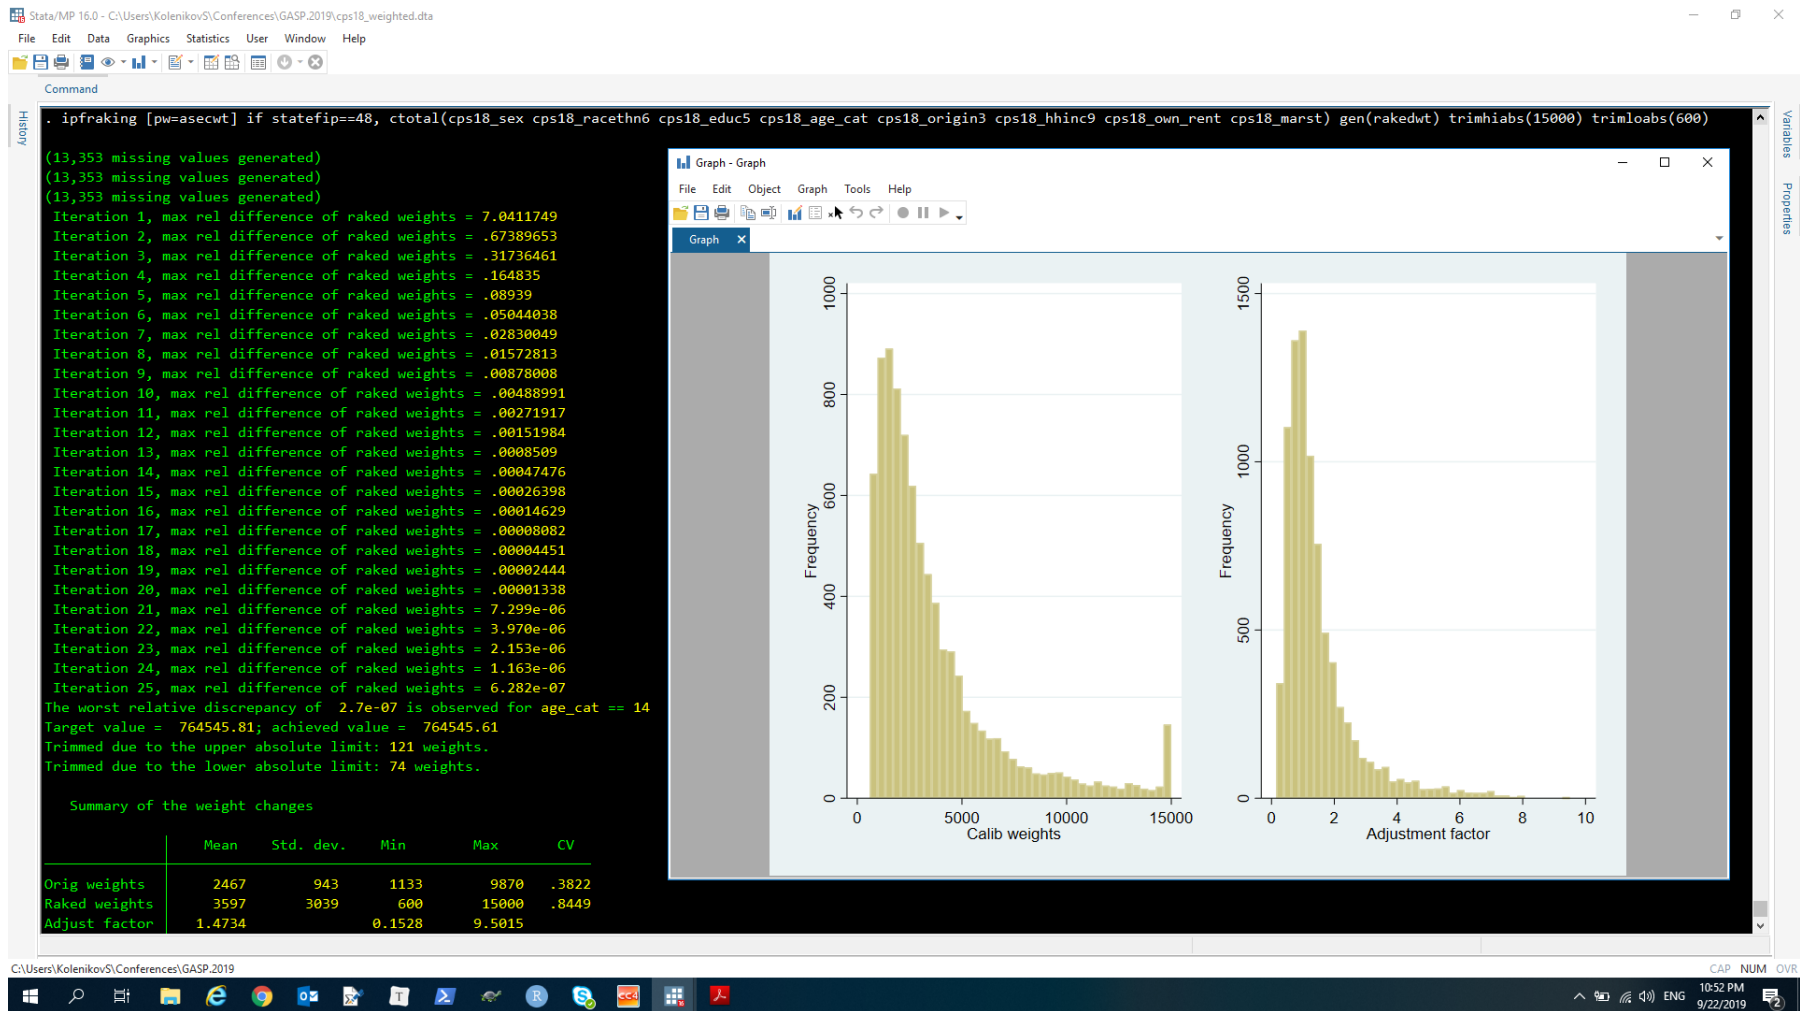 Stata/MP 16.0 - C:\Users\KolenikovS\Conferences\GASP.2019\cps18_weighted.dta
File Edit Data Graphics Statistics User Window Help
Command
History
Variables
Properties
. ipfraking [pw=asecwt] if statefip==48, ctotal(cps18_sex cps18_racethn6 cps18_educ5 cps18_age_cat cps18_origin3 cps18_hhinc9 cps18_own_rent cps18_marst) gen(rakedwt) trimhiabs(15000) trimloabs(600)
(13,353 missing values generated)
(13,353 missing values generated)
(13,353 missing values generated)
Iteration 1, max rel difference of raked weights = 7.0411749
Iteration 2, max rel difference of raked weights = .67389653
Iteration 3, max rel difference of raked weights = .31736461
Iteration 4, max rel difference of raked weights = .164835
Iteration 5, max rel difference of raked weights = .08939
Iteration 6, max rel difference of raked weights = .05044038
Iteration 7, max rel difference of raked weights = .02830049
Iteration 8, max rel difference of raked weights = .01572813
Iteration 9, max rel difference of raked weights = .00878008
Iteration 10, max rel difference of raked weights = .00488991
Iteration 11, max rel difference of raked weights = .00271917
Iteration 12, max rel difference of raked weights = .00151984
Iteration 13, max rel difference of raked weights = .0008509
Iteration 14, max rel difference of raked weights = .00047476
Iteration 15, max rel difference of raked weights = .00026398
Iteration 16, max rel difference of raked weights = .00014629
Iteration 17, max rel difference of raked weights = .00008082
Iteration 18, max rel difference of raked weights = .00004451
Iteration 19, max rel difference of raked weights = .00002444
Iteration 20, max rel difference of raked weights = .00001338
Iteration 21, max rel difference of raked weights = 7.299e-06
Iteration 22, max rel difference of raked weights = 3.970e-06
Iteration 23, max rel difference of raked weights = 2.153e-06
Iteration 24, max rel difference of raked weights = 1.163e-06
Iteration 25, max rel difference of raked weights = 6.282e-07
The worst relative discrepancy of 2.7e-07 is observed for age_cat == 14
Target value = 764545.81; achieved value = 764545.61
Trimmed due to the upper absolute limit: 121 weights.
Trimmed due to the lower absolute limit: 74 weights.
Summary of the weight changes
Mean Std. dev. Min Max CV
Orig weights 2467 943 1133 9870 .3822
Raked weights 3597 3039 600 15000 .8449
Adjust factor 1.4734 0.1528 9.5015
Graph - Graph
File Edit Object Graph Tools Help
Graph
Frequency
0 200 400 600 800 1000
0 5000 10000 15000
Calib weights
Frequency
0 500 1000 1500
0 2 4 6 8 10
Adjustment factor
C:\Users\KolenikovS\Conferences\GASP.2019
CAP NUM OVR
ENG
10:52 PM
9/22/2019
2